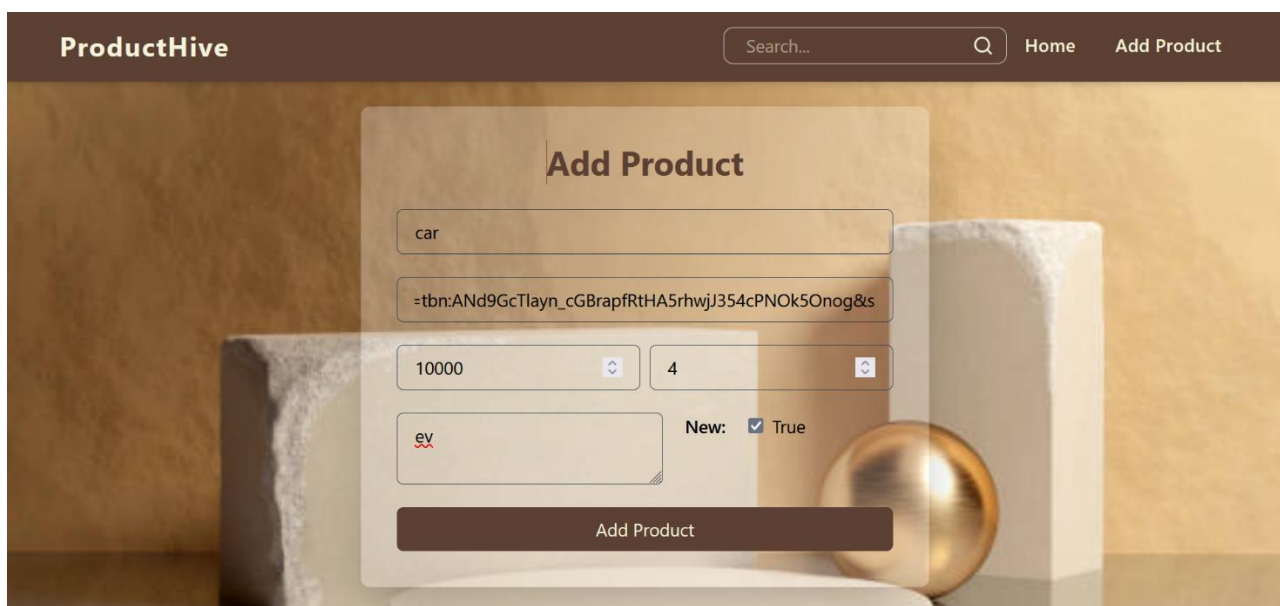 ProductHive
Search...
Home
Add Product
Add Product
car
=tbn:ANd9GcTlayn_cGBrapfRtHA5rhwjJ354cPNOk5Onog&s
10000
4
ev
New:
True
Add Product